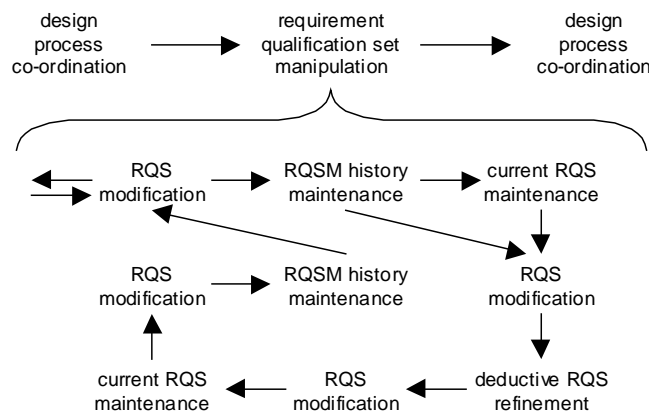 design
process
co-ordination
requirement
qualification set
manipulation
design
process
co-ordination
RQS
modification
RQSM history
maintenance
current RQS
maintenance
RQS
modification
RQSM history
maintenance
RQS
modification
current RQS
maintenance
RQS
modification
deductive RQS
refinement